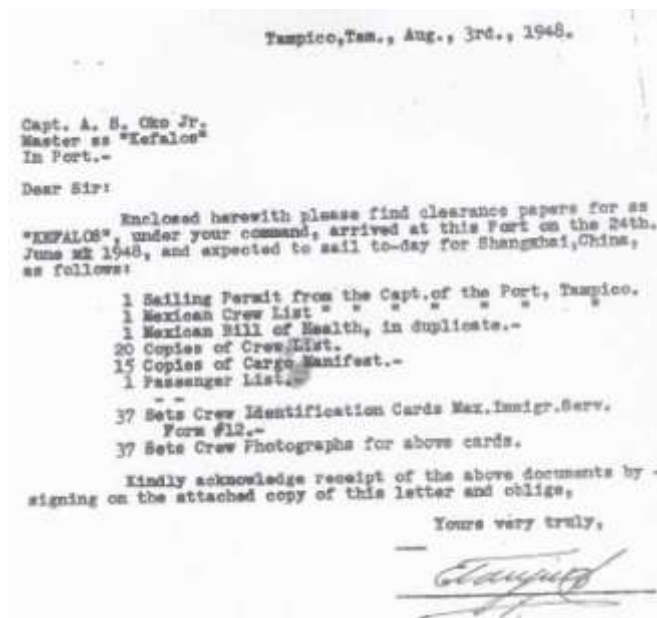 Tampico,Tam., Aug., 3rd., 1948.
Capt. A. S. Oko Jr.
Master ss "Kefalos"
In Port.-
Dear Sir:
Enclosed herewith please find clearance papers for ss
"KEFALOS", under your command, arrived at this Port on the 24th.
June 1948, and expected to sail to-day for Shangxhai,China,
as follows:
1 Sailing Permit from the Capt.of the Port, Tampico.
1 Mexican Crew List " " " " " " "
1 Mexican Bill of Health, in duplicate.-
20 Copies of Crew List.
15 Copies of Cargo Manifest.-
1 Passenger List.-
- -
37 Sets Crew Identification Cards Mex.Immigr.Serv.
Form #12.-
37 Sets Crew Photographs for above cards.
Kindly acknowledge receipt of the above documents by -
signing on the attached copy of this letter and oblige,
Yours very truly,